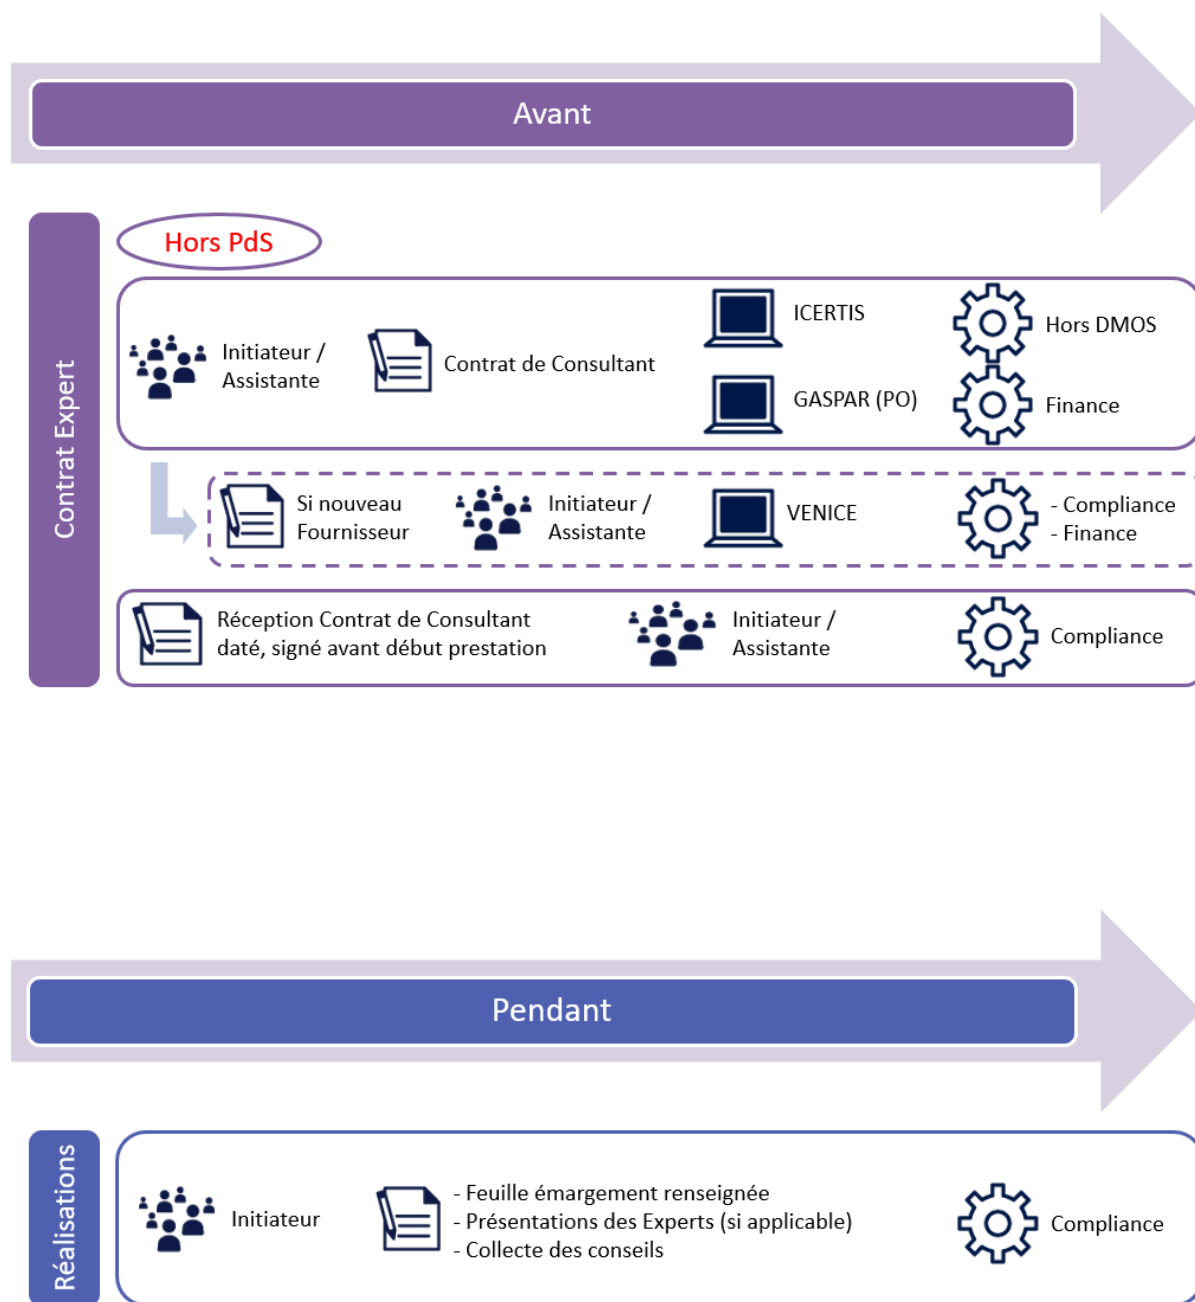 Avant
Contrat Expert
Hors PdS
Initiateur /
Assistante
Contrat de Consultant
ICERTIS
GASPAR (PO)
Hors DMOS
Finance
Si nouveau
Fournisseur
Initiateur /
Assistante
VENICE
- Compliance
- Finance
Réception Contrat de Consultant
daté, signé avant début prestation
Initiateur /
Assistante
Compliance
Pendant
Réalisations
Initiateur
- Feuille émargement renseignée
- Présentations des Experts (si applicable)
- Collecte des conseils
Compliance